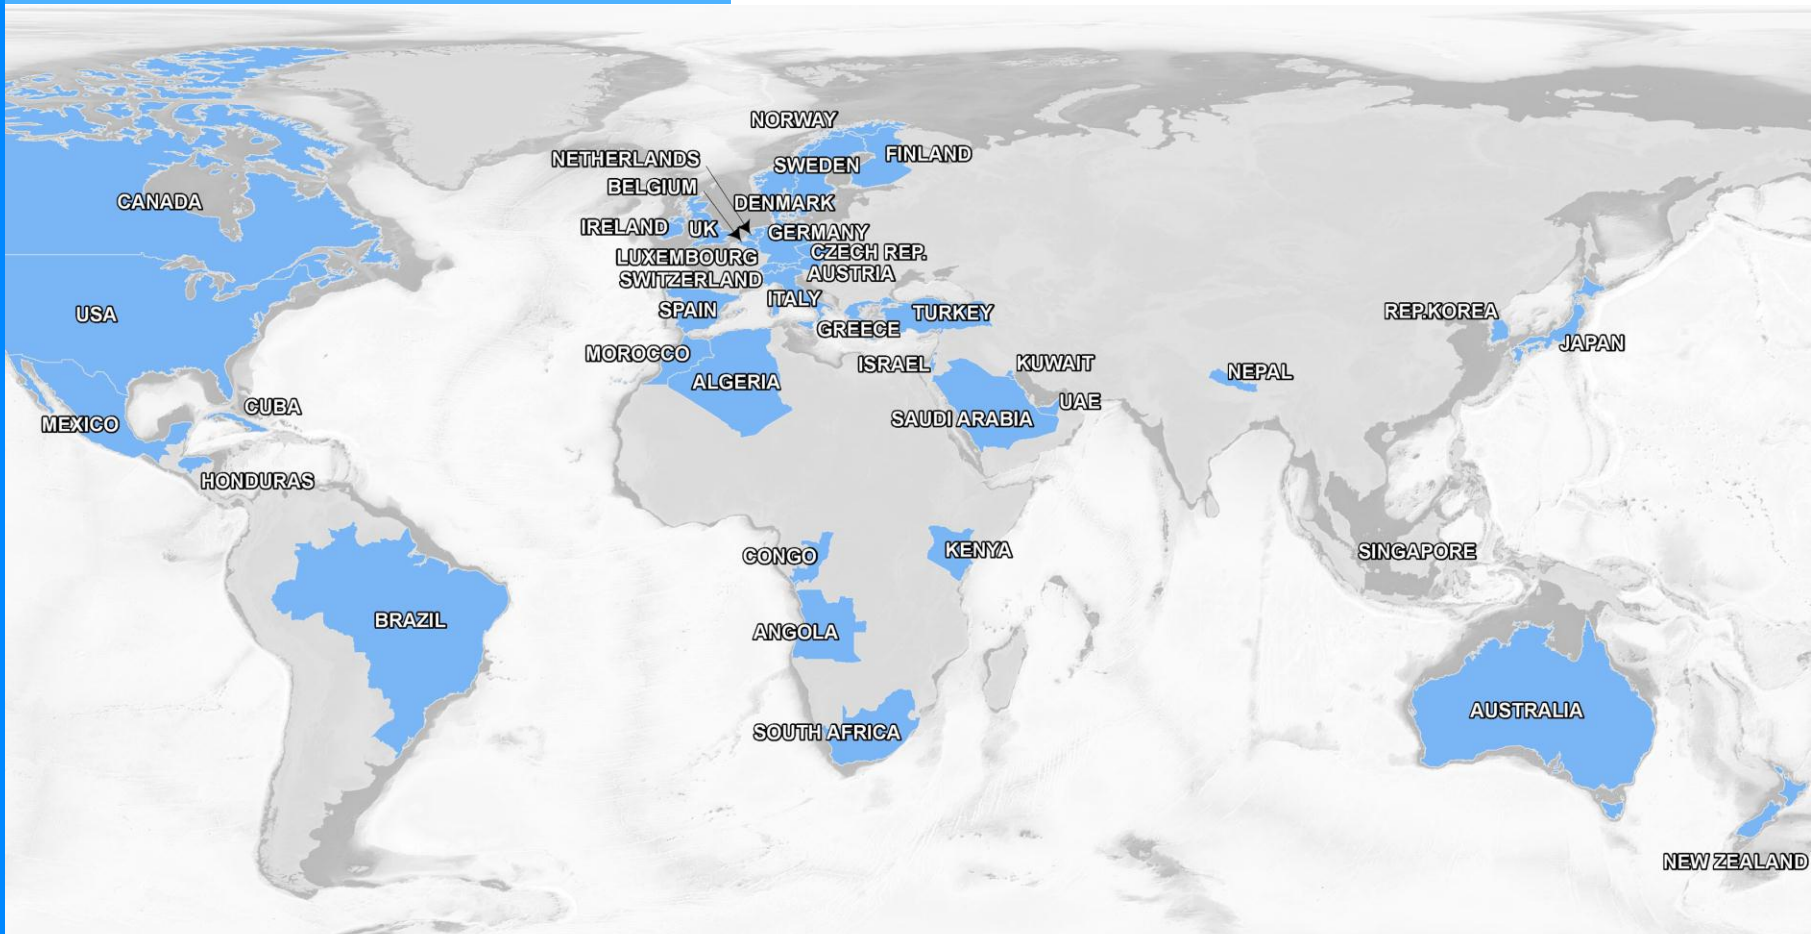 NORWAY
NETHERLANDS
SWEDEN
FINLAND
BELGIUM
CANADA
DENMARK
IRELAND
UK
GERMANY
LUXEMBOURG
CZECH REP.
SWITZERLAND
AUSTRIA
ITALY
USA
SPAIN
TURKEY
REP.KOREA
GREECE
JAPAN
MOROCCO
ISRAEL
KUWAIT
NEPAL
ALGERIA
CUBA
UAE
MEXICO
SAUDI ARABIA
HONDURAS
CONGO
KENYA
SINGAPORE
BRAZIL
ANGOLA
AUSTRALIA
SOUTH AFRICA
NEW ZEALAND